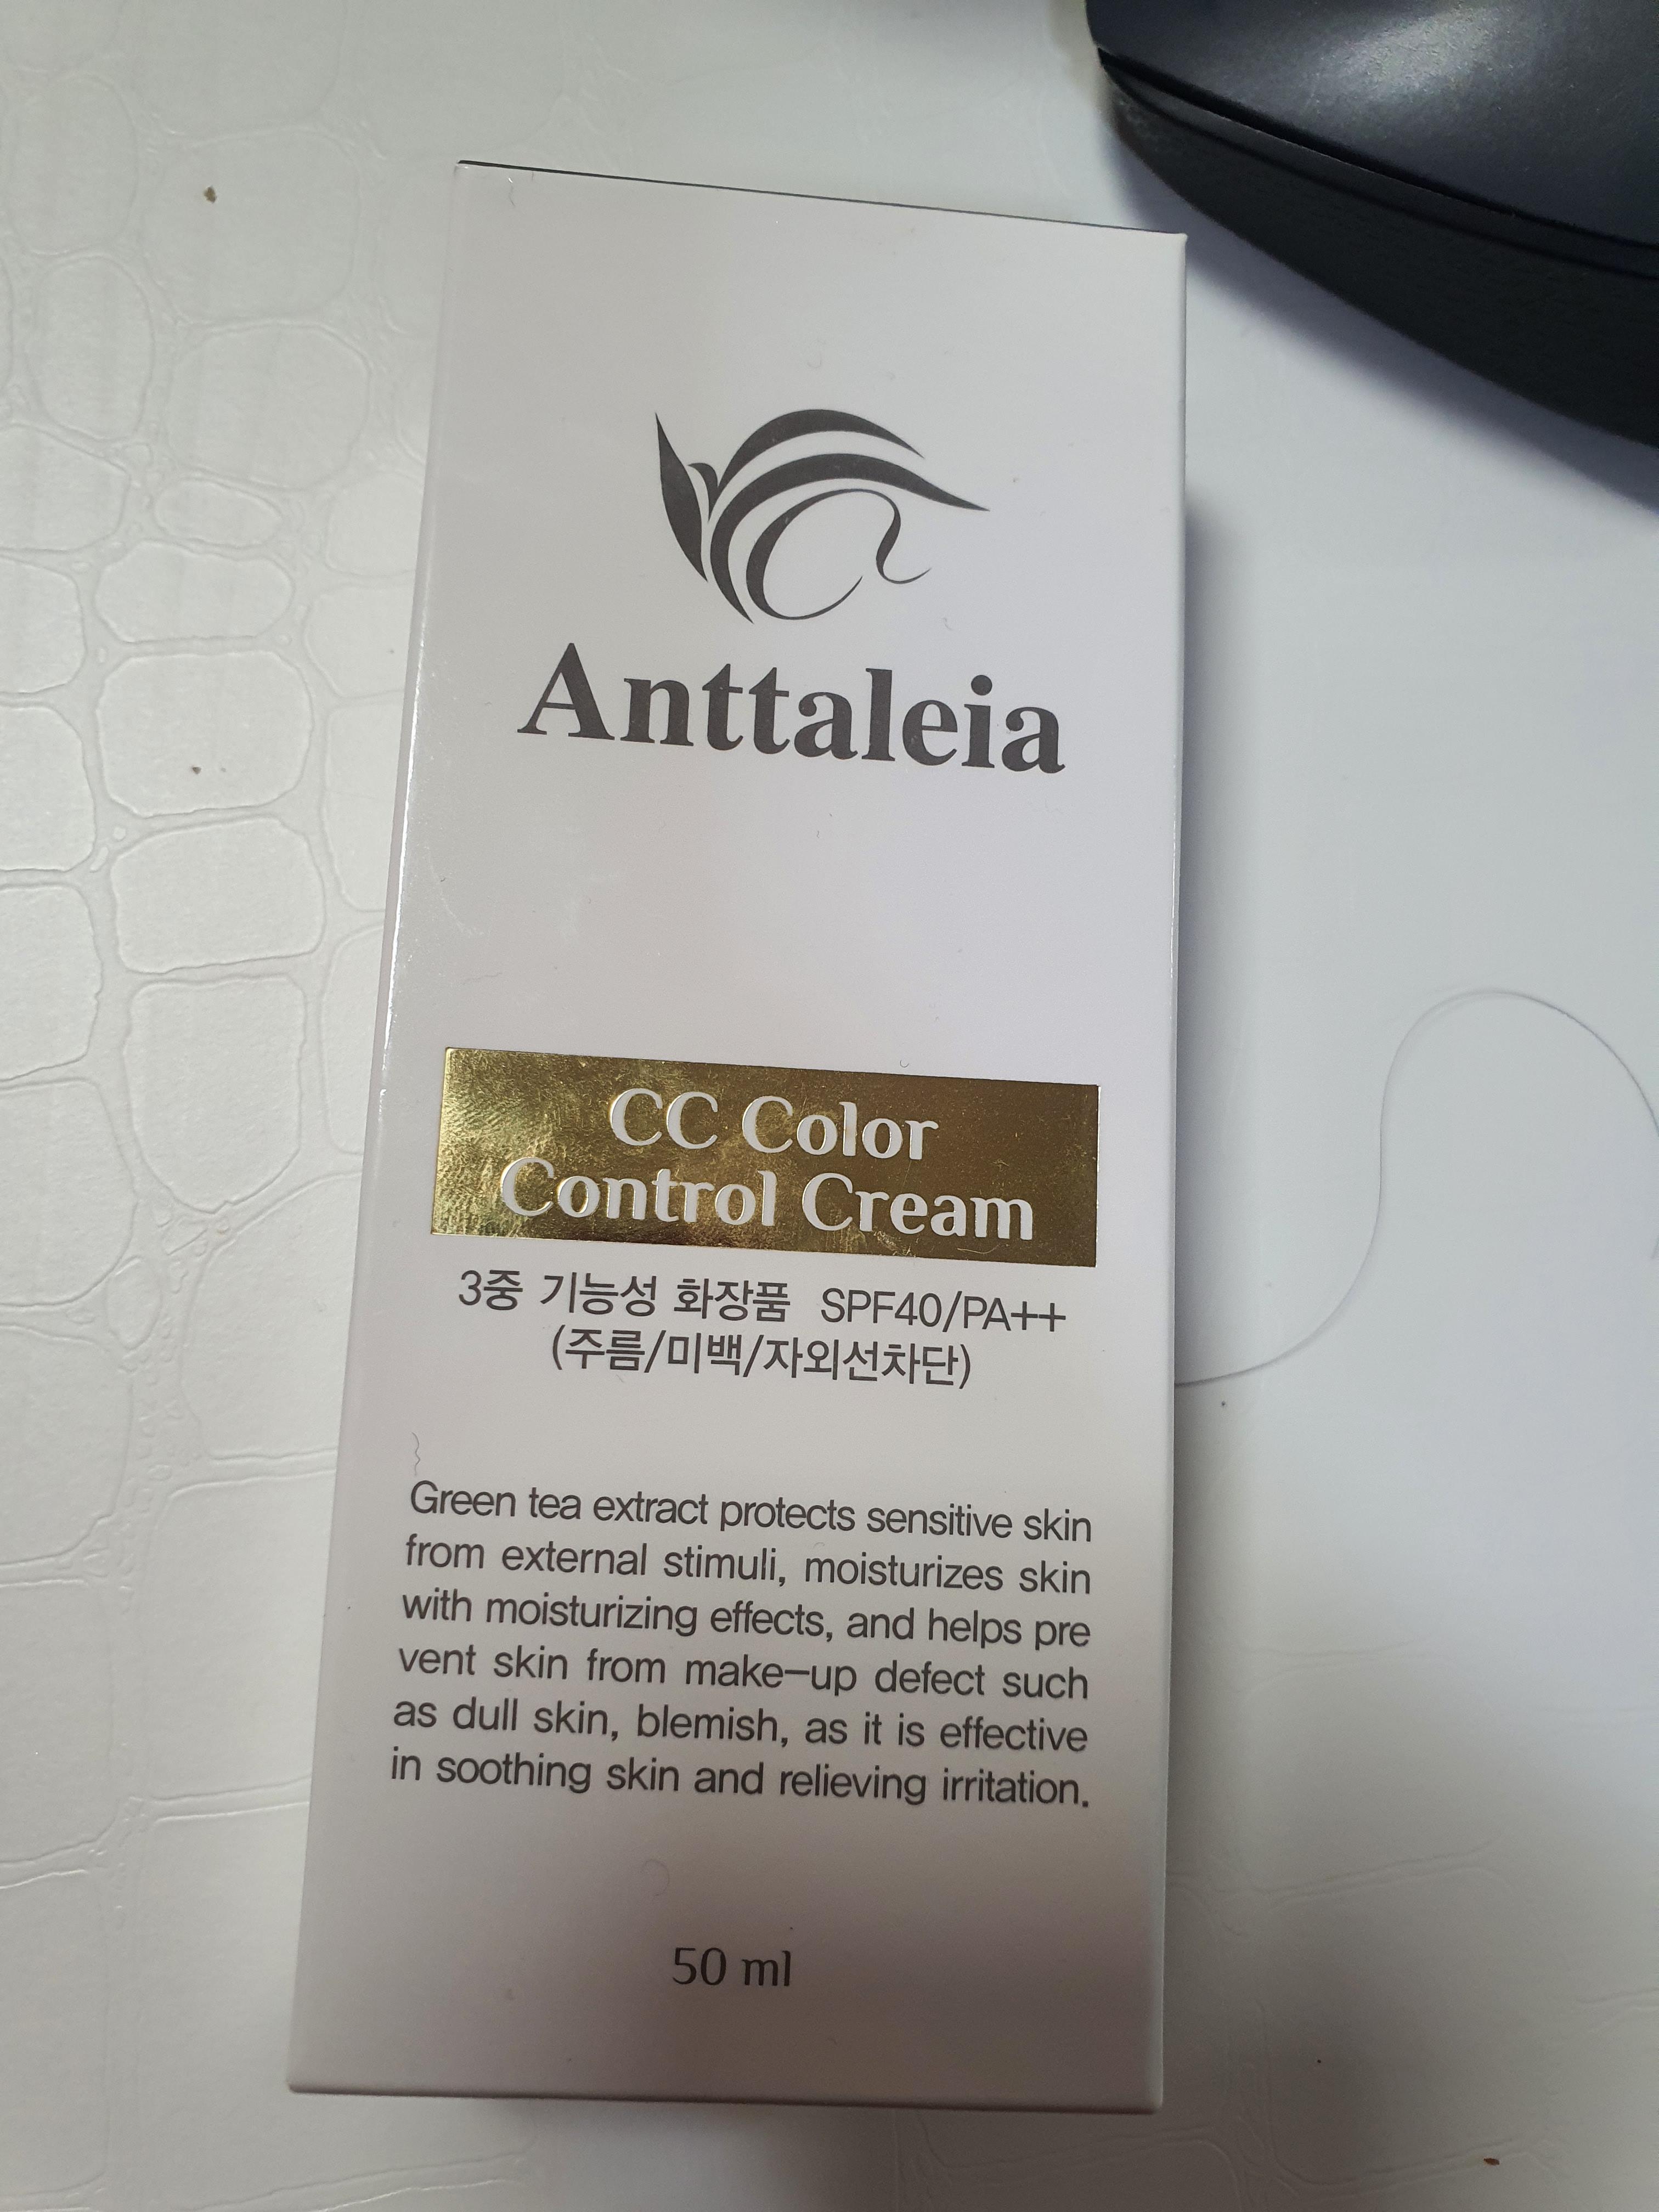 Anttaleia
CC Color
Control Cream
3중 기능성 화장품 SPF40/PA++
(주름/미백/자외선차단)
Green tea extract protects sensitive skin
from external stimuli, moisturizes skin
with moisturizing effects, and helps pre
vent skin from make-up defect such
as dull skin, blemish, as it is effective
in soothing skin and relieving irritation.
50 ml